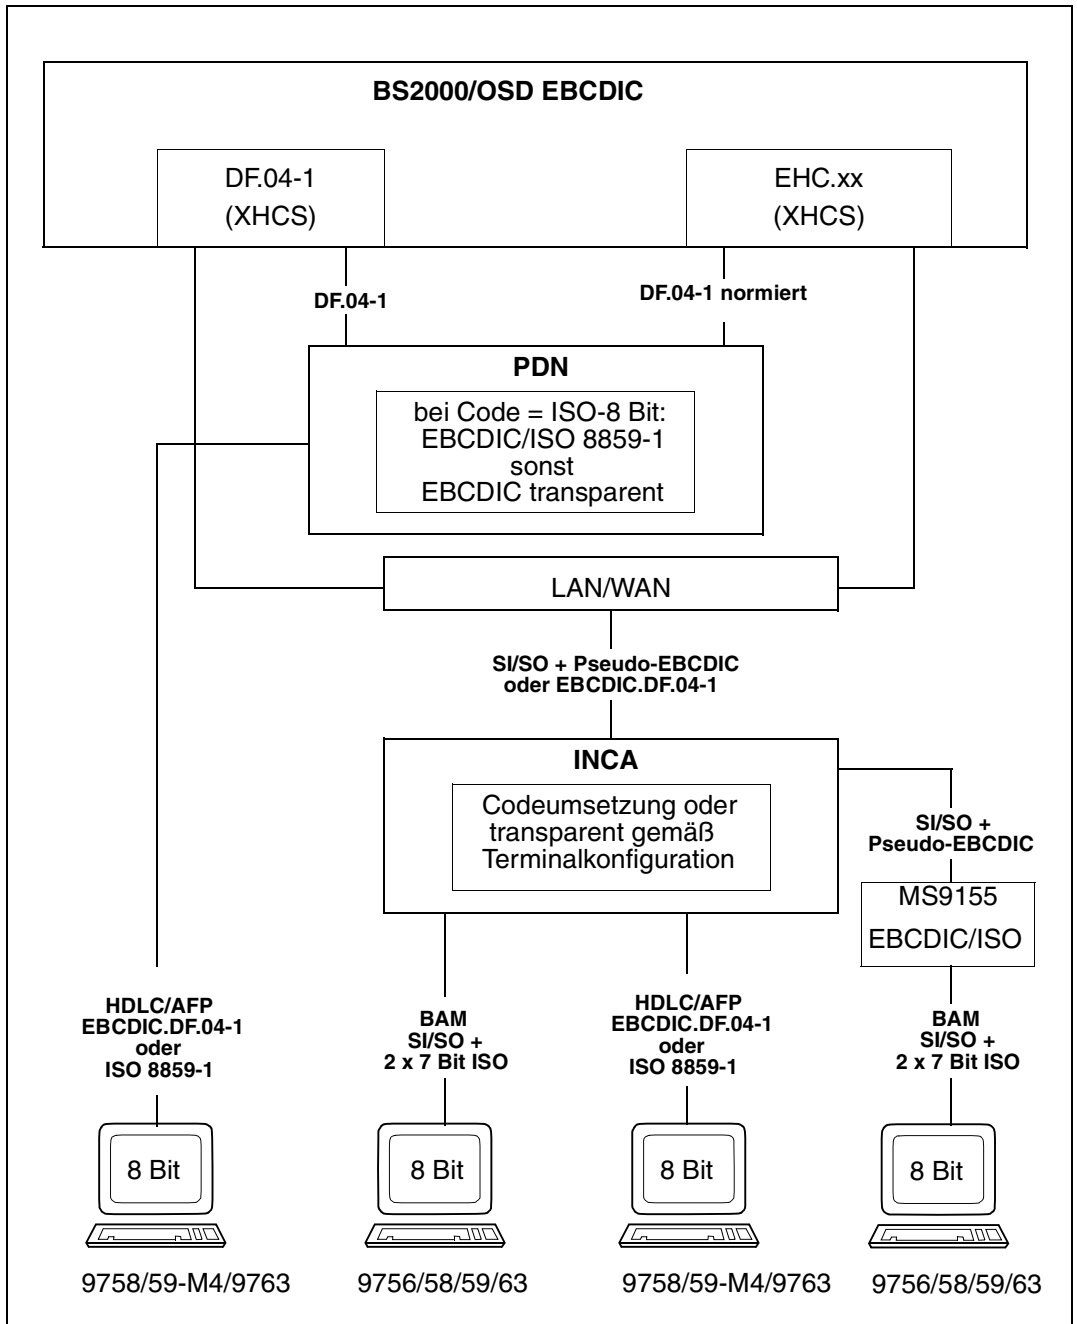 BS2000/OSD EBCDIC
DF.04-1
(XHCS)
EHC.xx
(XHCS)
DF.04-1
DF.04-1 normiert
PDN
bei Code = ISO-8 Bit:
EBCDIC/ISO 8859-1
sonst
EBCDIC transparent
LAN/WAN
SI/SO + Pseudo-EBCDIC
oder EBCDIC.DF.04-1
INCA
Codeumsetzung oder
transparent gemäß
Terminalkonfiguration
SI/SO +
Pseudo-EBCDIC
MS9155
EBCDIC/ISO
HDLC/AFP
EBCDIC.DF.04-1
oder
ISO 8859-1
BAM
SI/SO +
2 x 7 Bit ISO
HDLC/AFP
EBCDIC.DF.04-1
oder
ISO 8859-1
BAM
SI/SO +
2 x 7 Bit ISO
8 Bit
8 Bit
8 Bit
8 Bit
9758/59-M4/9763
9756/58/59/63
9758/59-M4/9763
9756/58/59/63